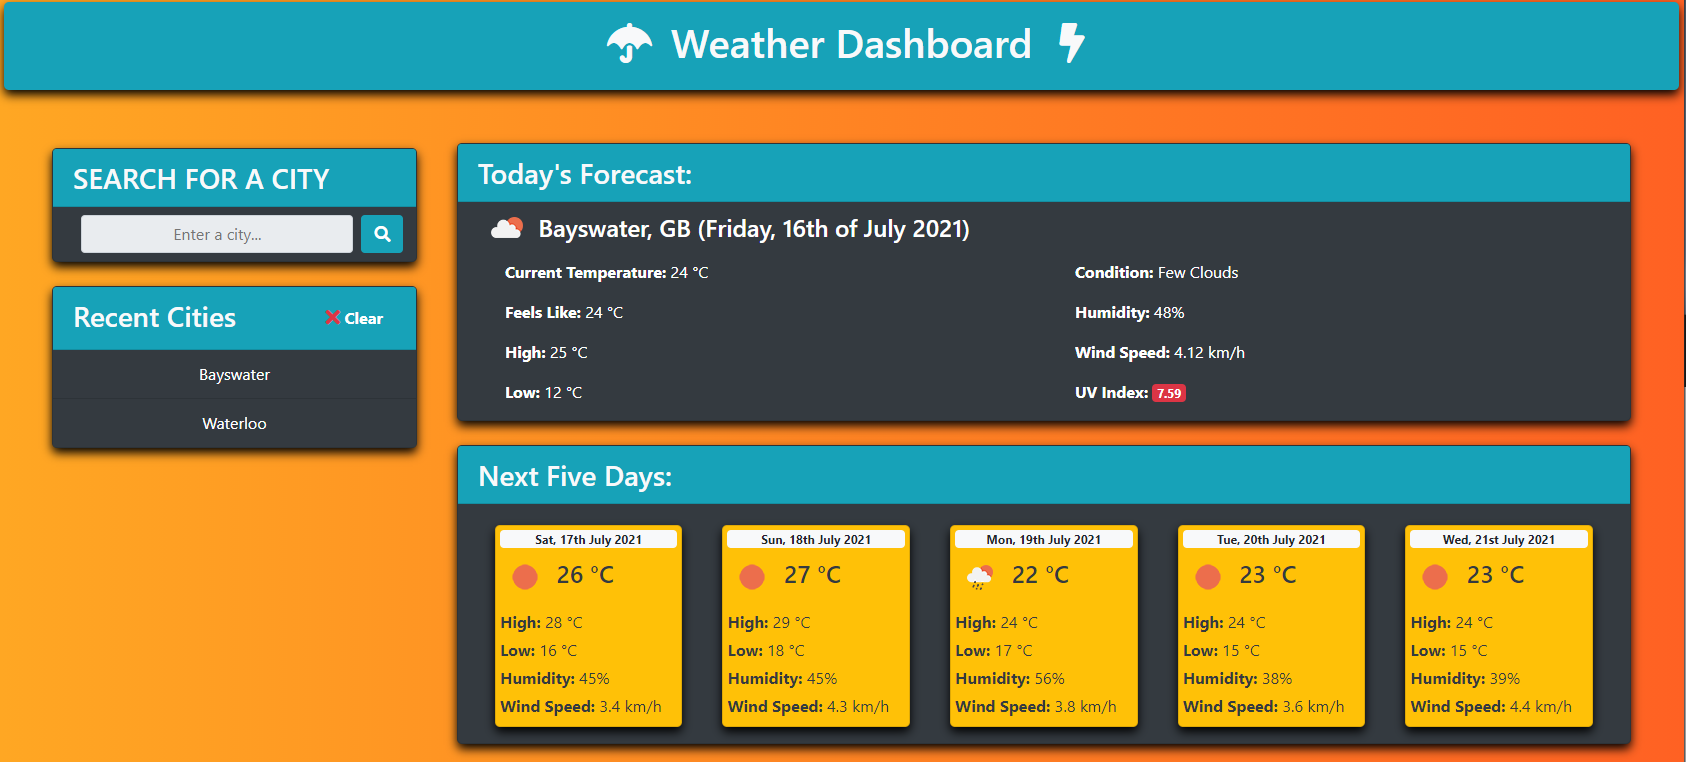 Weather Dashboard
SEARCH FOR A CITY
Enter a city...
Recent Cities
Clear
Bayswater
Waterloo
Today's Forecast:
Bayswater, GB (Friday, 16th of July 2021)
Current Temperature: 24 °C
Feels Like: 24 °C
High: 25 °C
Low: 12 °C
Condition: Few Clouds
Humidity: 48%
Wind Speed: 4.12 km/h
UV Index: 7.59
Next Five Days:
Sat, 17th July 2021
26 °C
High: 28 °C
Low: 16 °C
Humidity: 45%
Wind Speed: 3.4 km/h
Sun, 18th July 2021
27 °C
High: 29 °C
Low: 18 °C
Humidity: 45%
Wind Speed: 4.3 km/h
Mon, 19th July 2021
22 °C
High: 24 °C
Low: 17 °C
Humidity: 56%
Wind Speed: 3.8 km/h
Tue, 20th July 2021
23 °C
High: 24 °C
Low: 15 °C
Humidity: 38%
Wind Speed: 3.6 km/h
Wed, 21st July 2021
23 °C
High: 24 °C
Low: 15 °C
Humidity: 39%
Wind Speed: 4.4 km/h